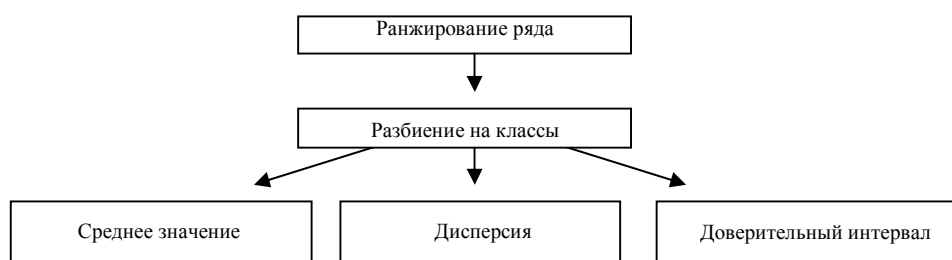 Ранжирование ряда
Разбиение на классы
Среднее значение
Дисперсия
Доверительный интервал